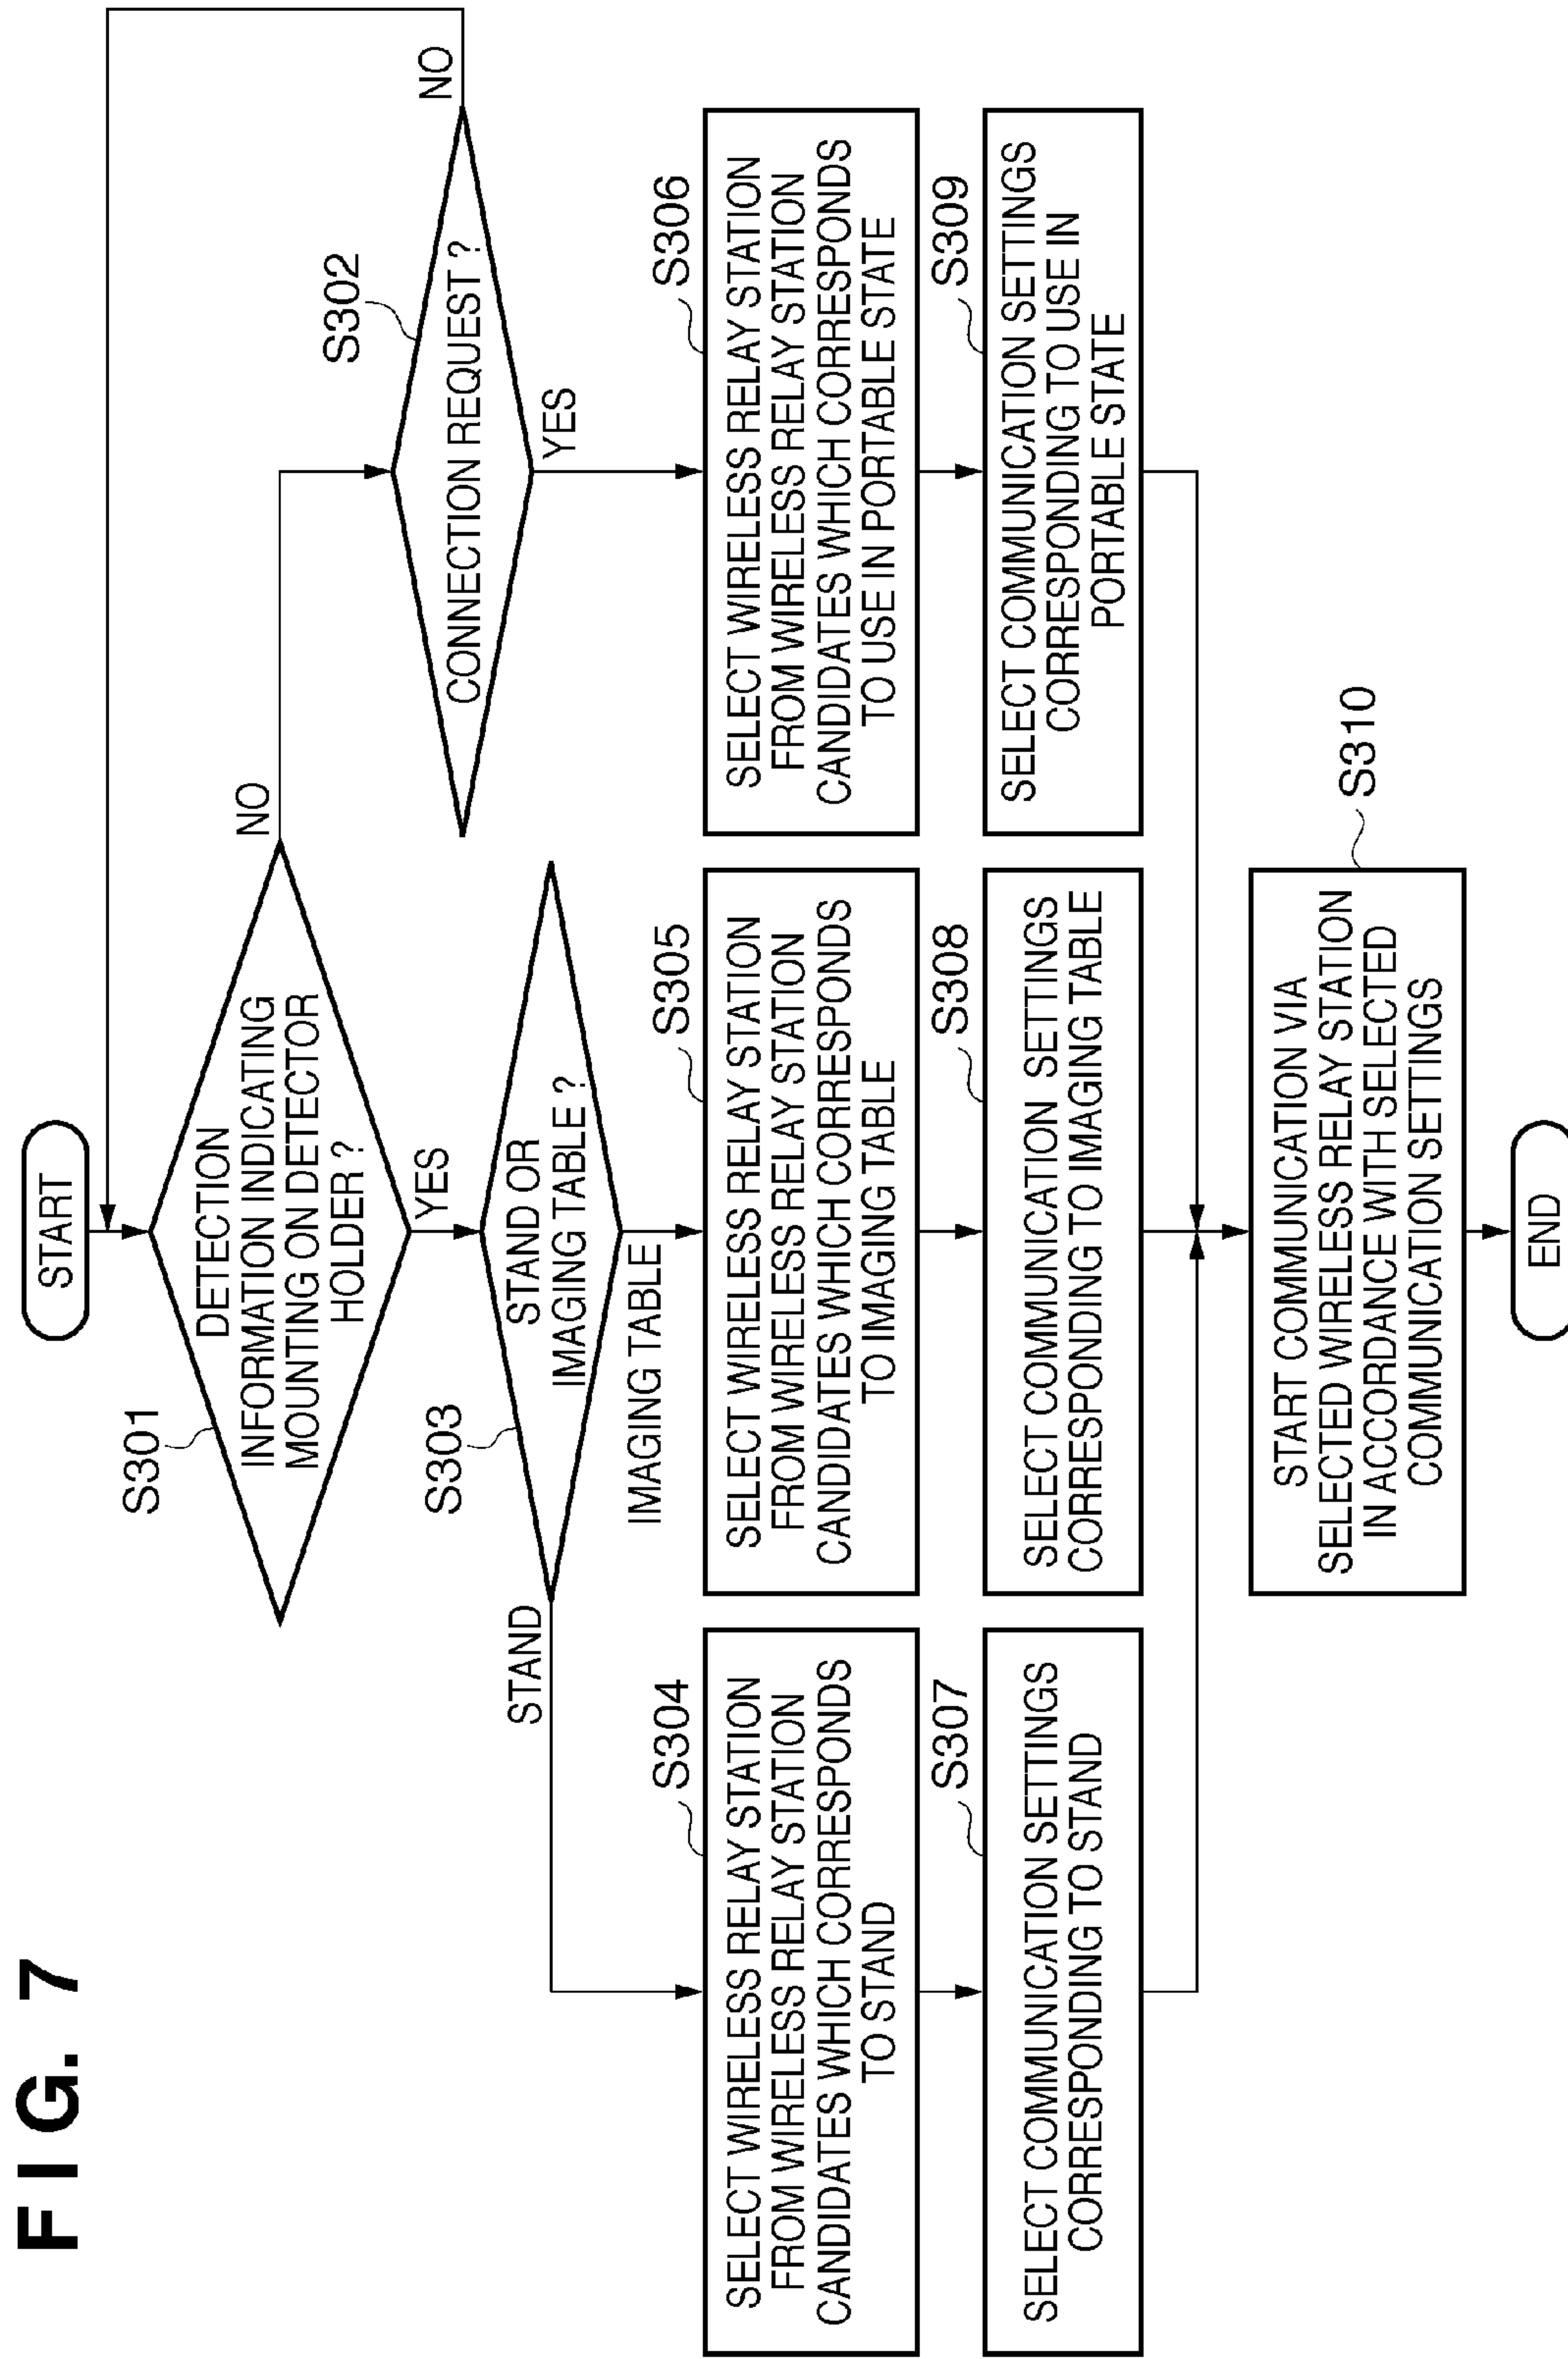 FIG. 7
START
S301
DETECTION
INFORMATION INDICATING
MOUNTING ON DETECTOR
HOLDER ?
NO
YES
S302
CONNECTION REQUEST ?
NO
YES
S303
STAND OR
IMAGING TABLE ?
STAND
IMAGING TABLE
S304
SELECT WIRELESS RELAY STATION
FROM WIRELESS RELAY STATION
CANDIDATES WHICH CORRESPONDS
TO STAND
S305
SELECT WIRELESS RELAY STATION
FROM WIRELESS RELAY STATION
CANDIDATES WHICH CORRESPONDS
TO IMAGING TABLE
S306
SELECT WIRELESS RELAY STATION
FROM WIRELESS RELAY STATION
CANDIDATES WHICH CORRESPONDS
TO USE IN PORTABLE STATE
S307
SELECT COMMUNICATION SETTINGS
CORRESPONDING TO STAND
S308
SELECT COMMUNICATION SETTINGS
CORRESPONDING TO IMAGING TABLE
S309
SELECT COMMUNICATION SETTINGS
CORRESPONDING TO USE IN
PORTABLE STATE
S310
START COMMUNICATION VIA
SELECTED WIRELESS RELAY STATION
IN ACCORDANCE WITH SELECTED
COMMUNICATION SETTINGS
END